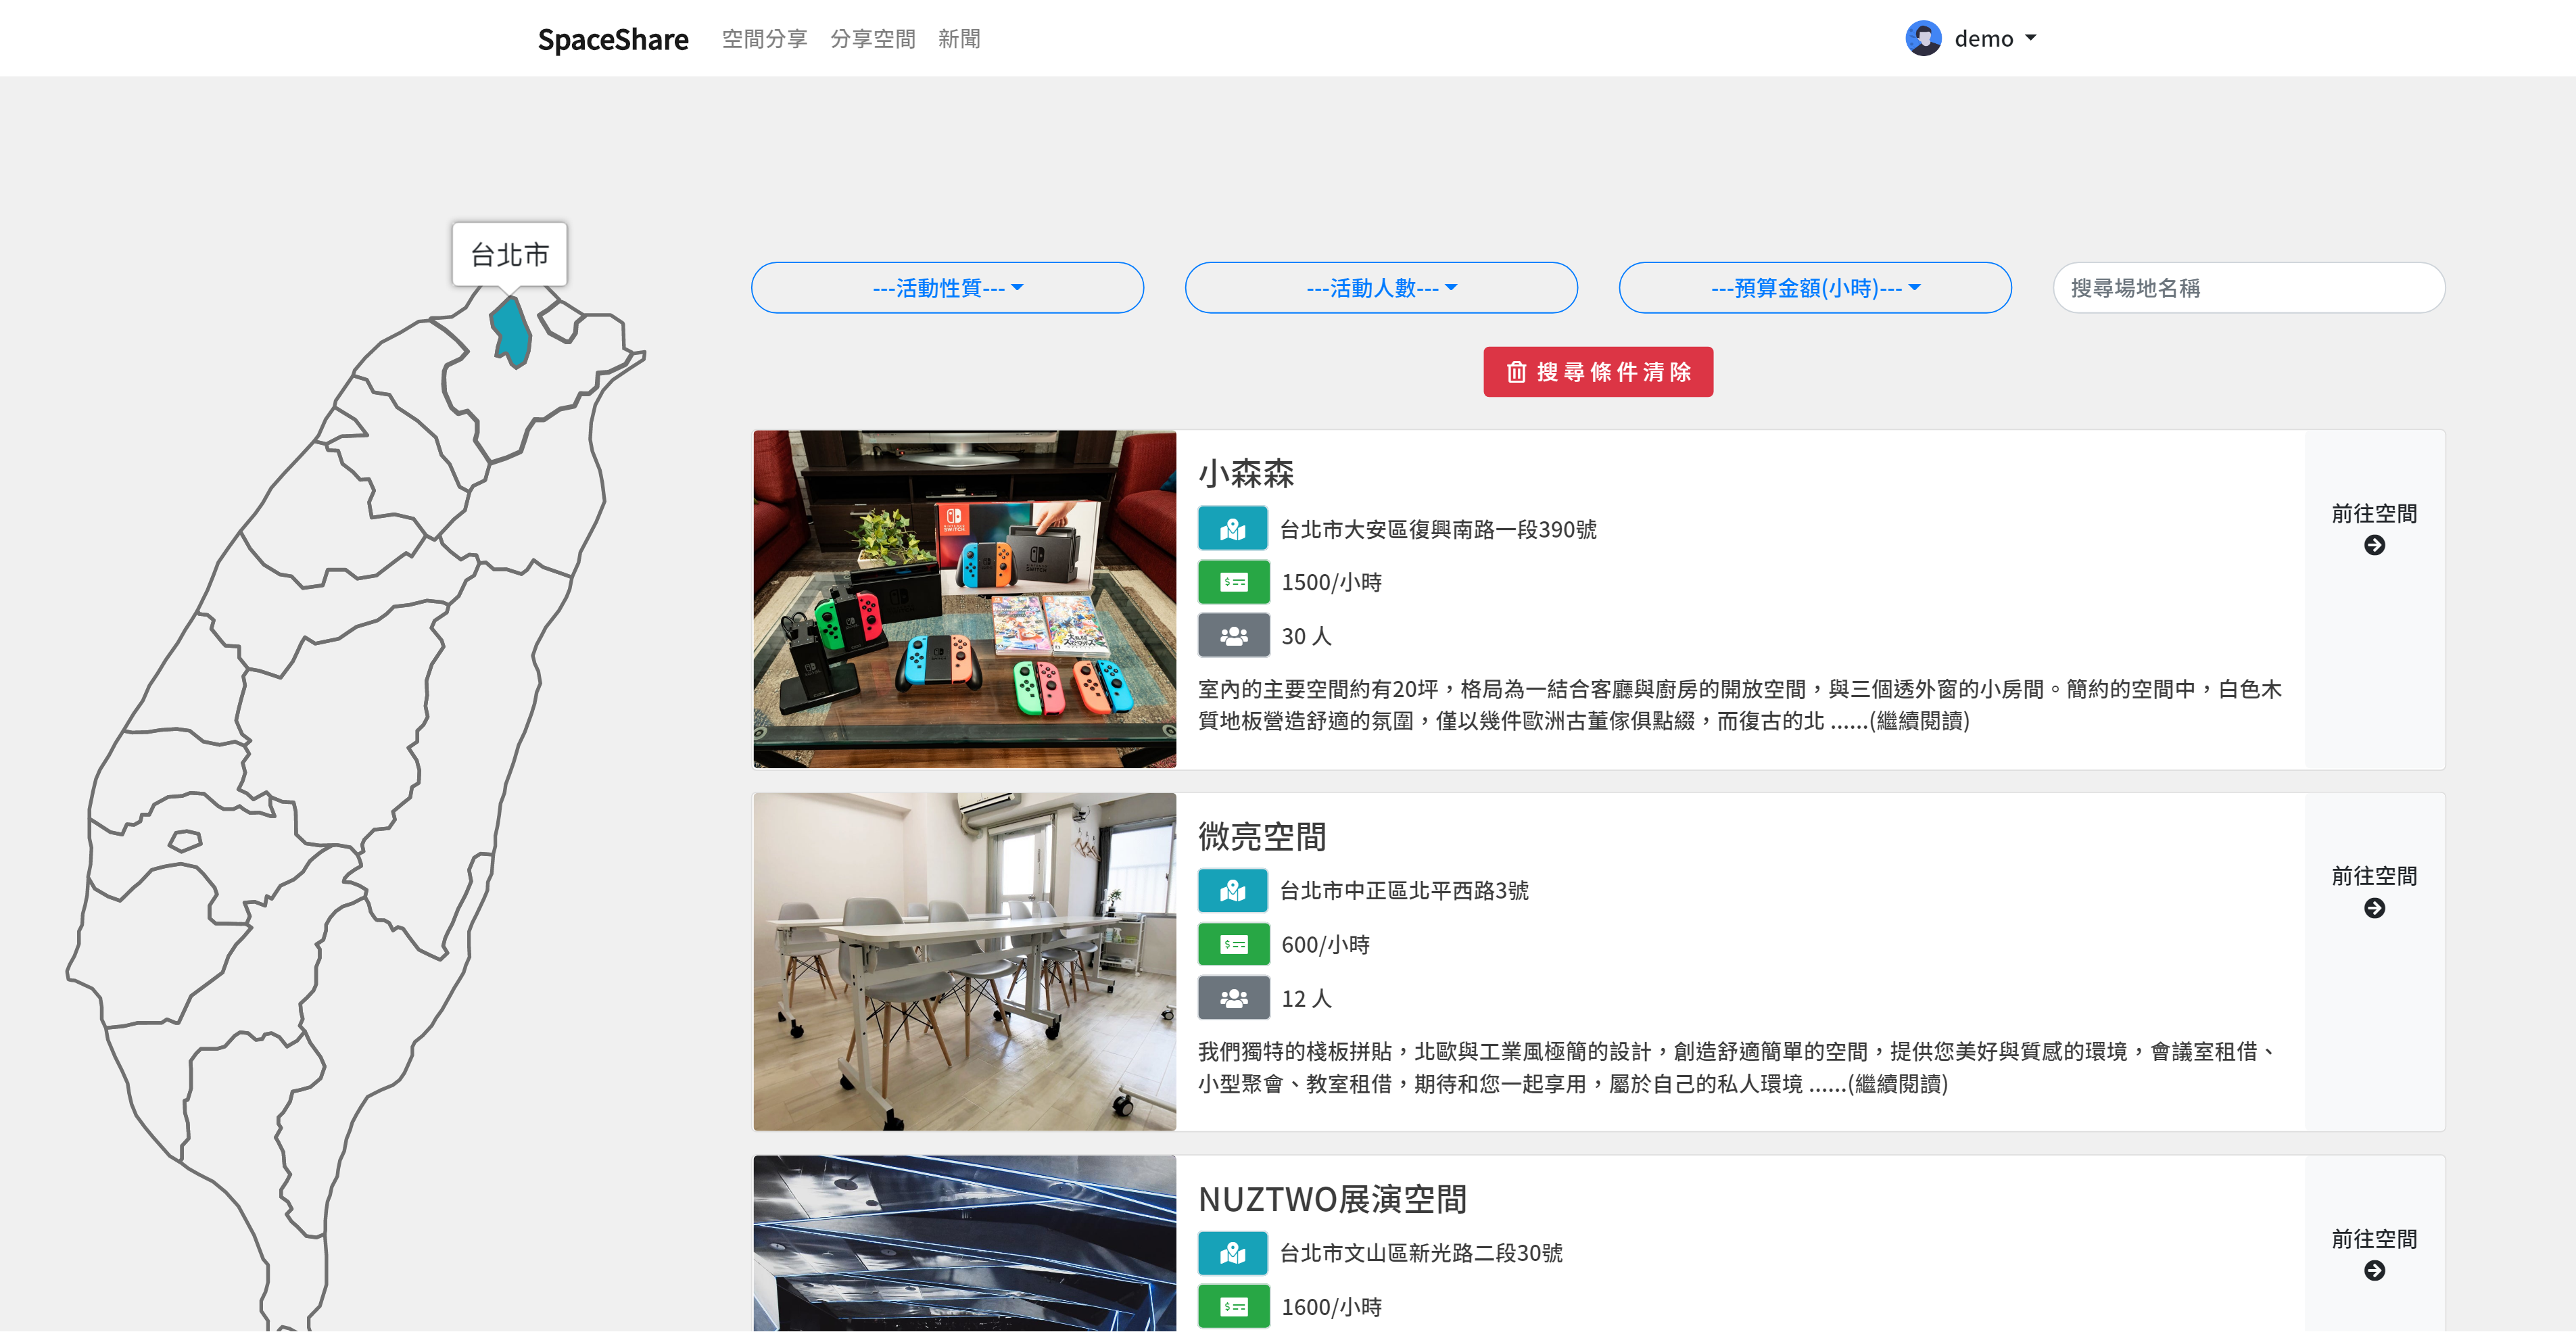 SpaceShare 空間分享 分享空間 新聞 demo
台北市
---活動性質--- ---活動人數--- ---預算金額(小時)--- 搜尋場地名稱
搜尋條件清除
小森森
台北市大安區復興南路一段390號
1500/小時
30 人
室內的主要空間約有20坪，格局為一結合客廳與廚房的開放空間，與三個透外窗的小房間。簡約的空間中，白色木
質地板營造舒適的氛圍，僅以幾件歐洲古董傢俱點綴，而復古的北 ......(繼續閱讀)
前往空間
微亮空間
台北市中正區北平西路3號
600/小時
12 人
我們獨特的棧板拼貼，北歐與工業風極簡的設計，創造舒適簡單的空間，提供您美好與質感的環境，會議室租借、
小型聚會、教室租借，期待和您一起享用，屬於自己的私人環境 ......(繼續閱讀)
前往空間
NUZTWO展演空間
台北市文山區新光路二段30號
1600/小時
前往空間